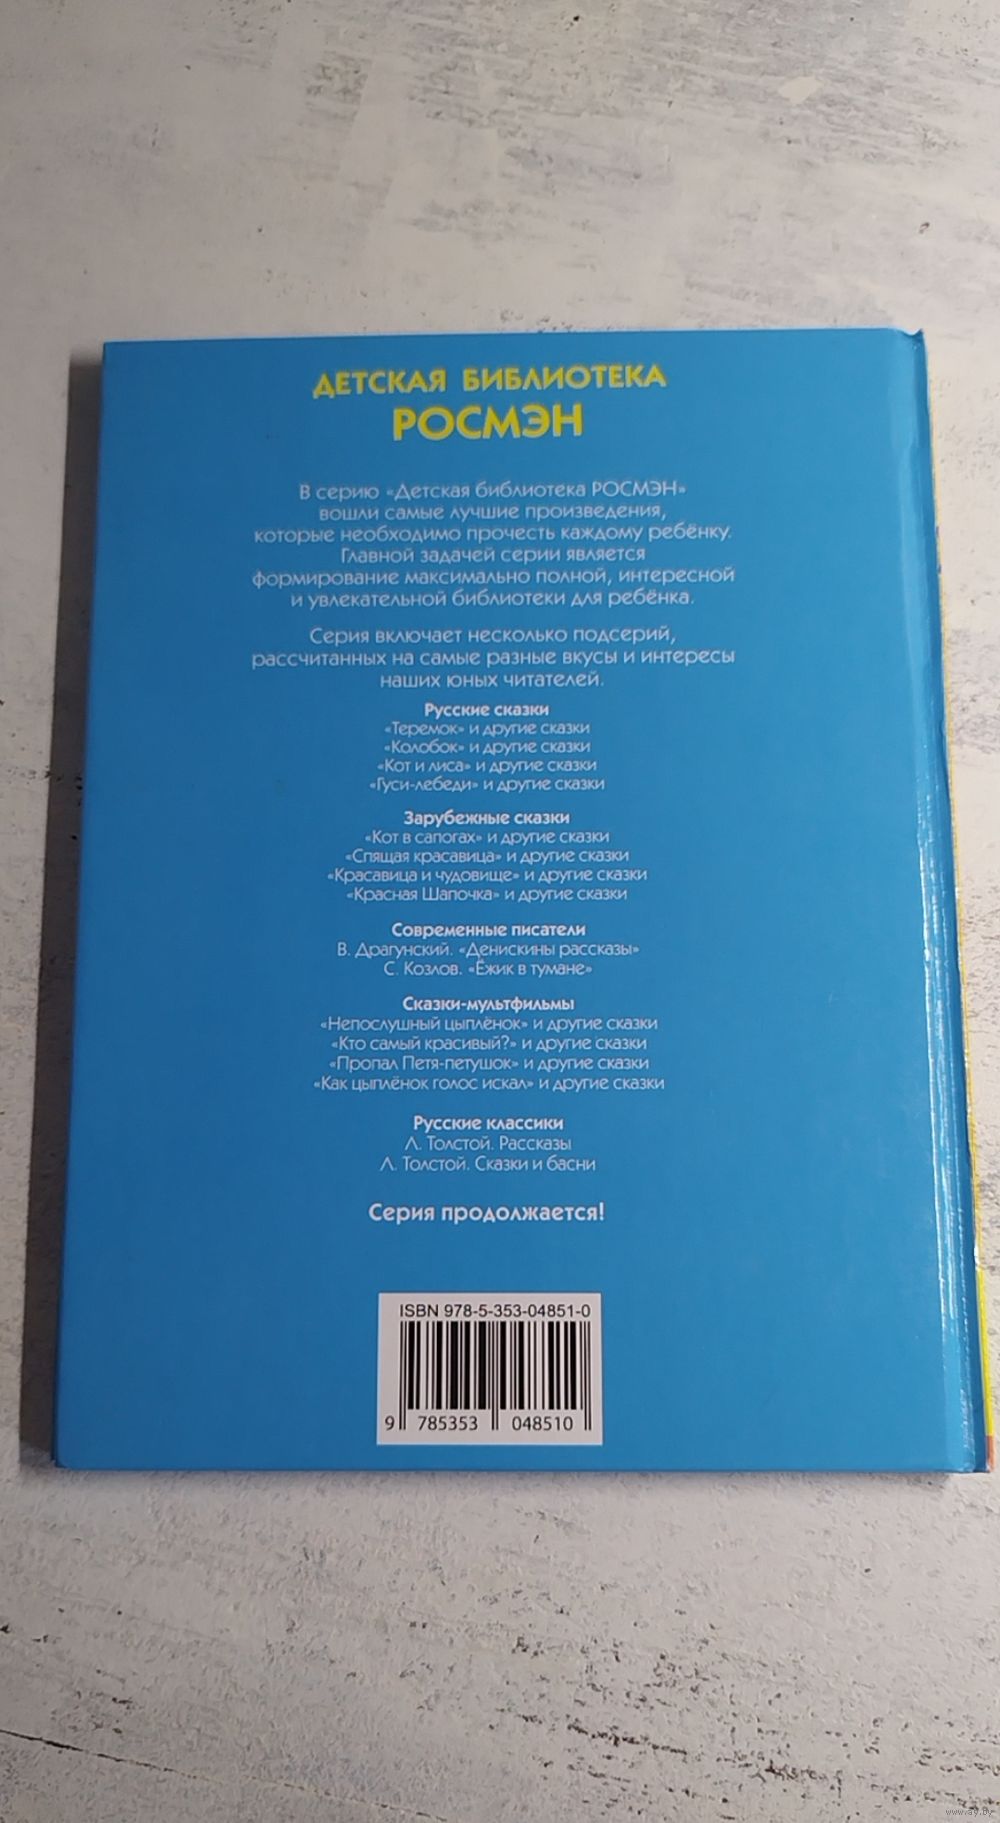 ДЕТСКАЯ БИБЛИОТЕКА
РОСМЭН
В серию «Детская библиотека РОСМЭН»
вошли самые лучшие произведения,
которые необходимо прочесть каждому ребёнку.
Главной задачей серии является
формирование максимально полной, интересной
и увлекательной библиотеки для ребёнка.
Серия включает несколько подсерий,
рассчитанных на самые разные вкусы и интересы
наших юных читателей.
Русские сказки
«Теремок» и другие сказки
«Колобок» и другие сказки
«Кот и лиса» и другие сказки
«Гуси-лебеди» и другие сказки
Зарубежные сказки
«Кот в сапогах» и другие сказки
«Спящая красавица» и другие сказки
«Красавица и чудовище» и другие сказки
«Красная Шапочка» и другие сказки
Современные писатели
В. Драгунский. «Денискины рассказы»
С. Козлов. «Ёжик в тумане»
Сказки-мультфильмы
«Непослушный цыплёнок» и другие сказки
«Кто самый красивый?» и другие сказки
«Пропал Петя-петушок» и другие сказки
«Как цыплёнок голос искал» и другие сказки
Русские классики
Л. Толстой. Рассказы
Л. Толстой. Сказки и басни
Серия продолжается!
ISBN 978-5-353-04851-0
9 785353 048510
www.ay.by